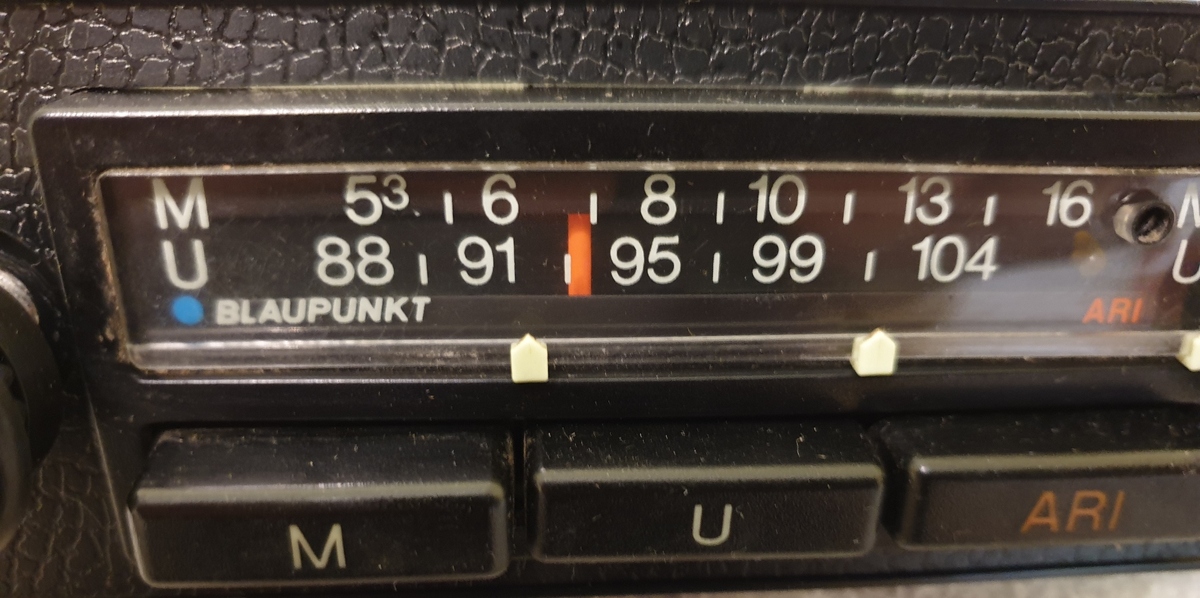 M 5³ 6 8 10 13 16 M
U 88 91 95 99 104 U
BLAUPUNKT ARI
M U ARI